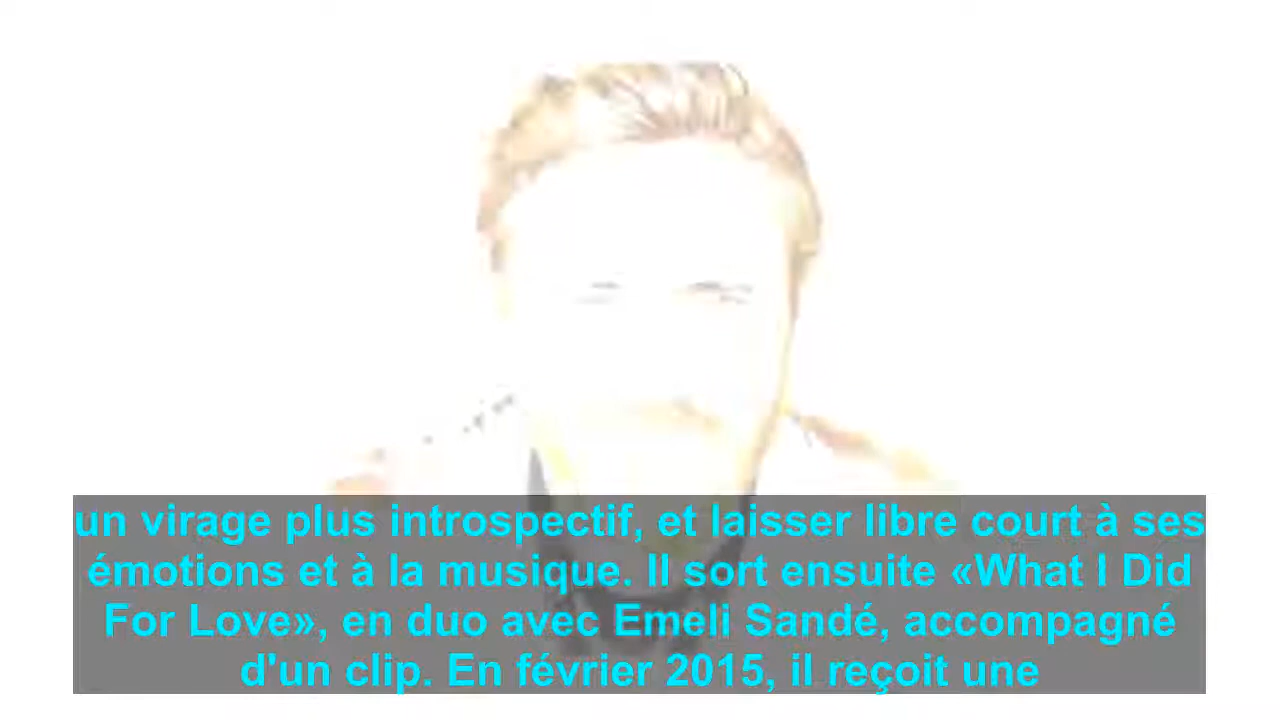 un virage plus introspectif, et laisser libre court à ses
émotions et à la musique. Il sort ensuite «What I Did
For Love», en duo avec Emeli Sandé, accompagné
d'un clip. En février 2015, il reçoit une